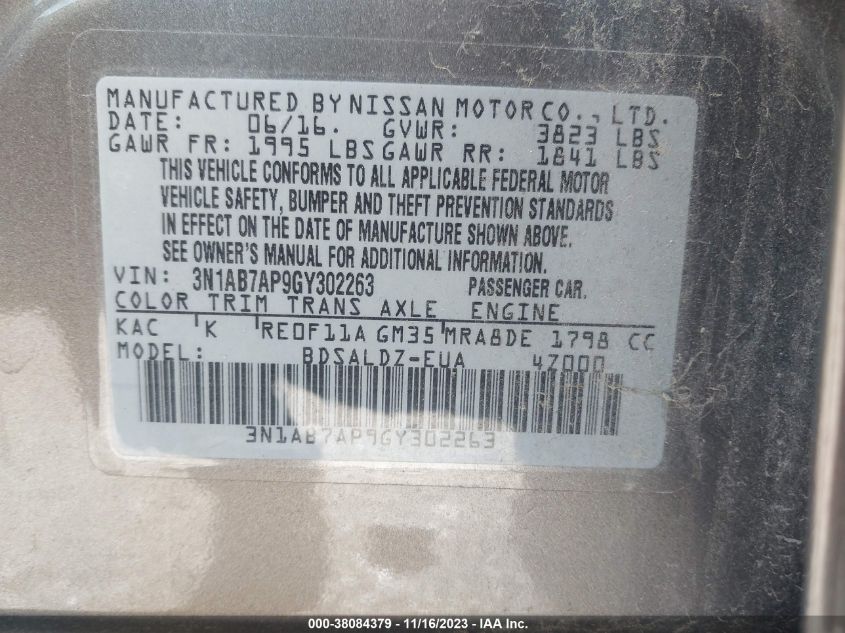 MANUFACTURED BY NISSAN MOTOR CO., LTD.
DATE: 06/16. GVWR: 3823 LBS
GAWR FR: 1995 LBS GAWR RR: 1841 LBS
THIS VEHICLE CONFORMS TO ALL APPLICABLE FEDERAL MOTOR
VEHICLE SAFETY, BUMPER AND THEFT PREVENTION STANDARDS
IN EFFECT ON THE DATE OF MANUFACTURE SHOWN ABOVE.
SEE OWNER'S MANUAL FOR ADDITIONAL INFORMATION.
VIN: 3N1AB7AP9GY302263 PASSENGER CAR.
COLOR TRIM TRANS AXLE ENGINE
KAC K RE0F11A GM35 MRA8DE 1798 CC
MODEL: BDSALDZ-EUA 4Z000
3N1AB7AP9GY302263
000-38084379 - 11/16/2023 - IAA Inc.